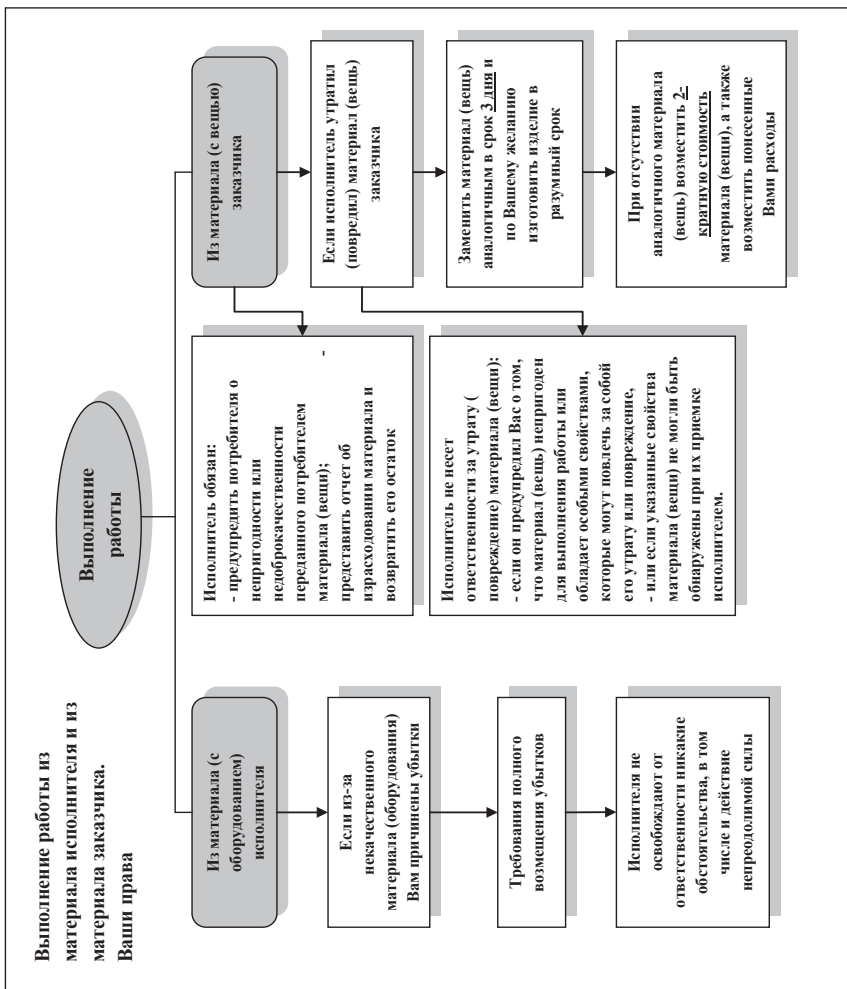 Выполнение работы из
материала исполнителя и из
материала заказчика.
Ваши права
Выполнение
работы
Из материала (с
оборудованием)
исполнителя
Если из-за
некачественного
материала (оборудования)
Вам причинены убытки
Требования полного
возмещения убытков
Исполнителя не
освобождают от
ответственности никакие
обстоятельства, в том
числе и действие
непреодолимой силы
Исполнитель обязан:
- предупредить потребителя о
непригодности или
недоброкачественности
переданного потребителем
материала (вещи); -
представить отчет об
израсходовании материала и
возвратить его остаток
Исполнитель не несет
ответственности за утрату (
повреждение) материала (вещи):
- если он предупредил Вас о том,
что материал (вещь) непригоден
для выполнения работы или
обладает особыми свойствами,
которые могут повлечь за собой
его утрату или повреждение,
- или если указанные свойства
материала (вещи) не могли быть
обнаружены при их приемке
исполнителем.
Из материала (с вещью)
заказчика
Если исполнитель утратил
(повредил) материал (вещь)
заказчика
Заменить материал (вещь)
аналогичным в срок 3 дня и
по Вашему желанию
изготовить изделие в
разумный срок
При отсутствии
аналогичного материала
(вещь) возместить 2-
кратную стоимость
материала (вещи), а также
возместить понесенные
Вами расходы